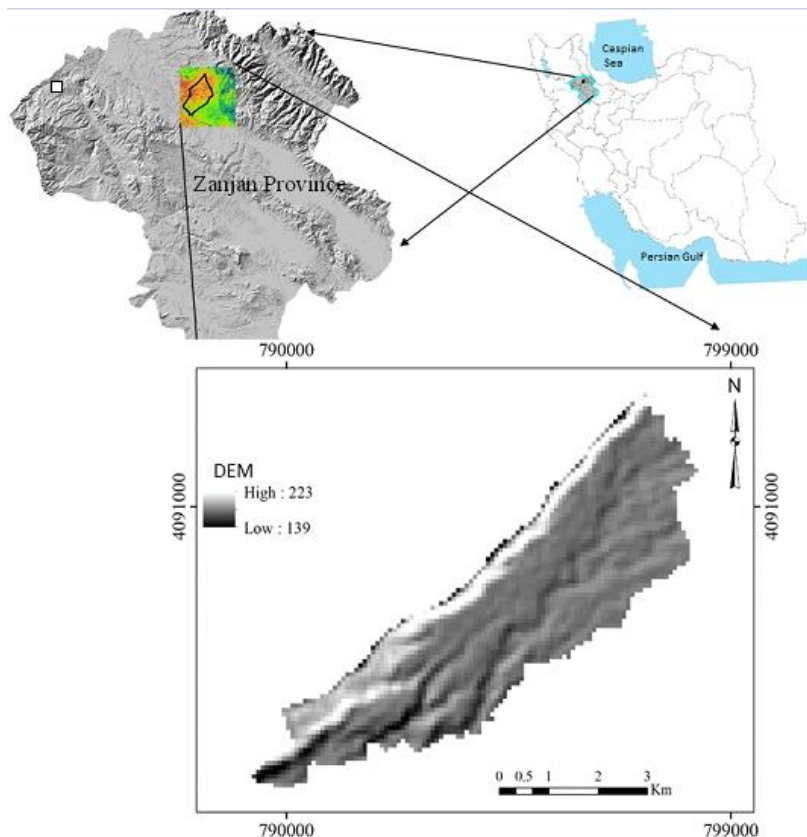 Caspian
Sea
Zanjan Province
Persian Gulf
790000
799000
N
DEM
High : 223
Low : 139
4091000
4091000
0 0.5 1 2 3
Km
790000
799000